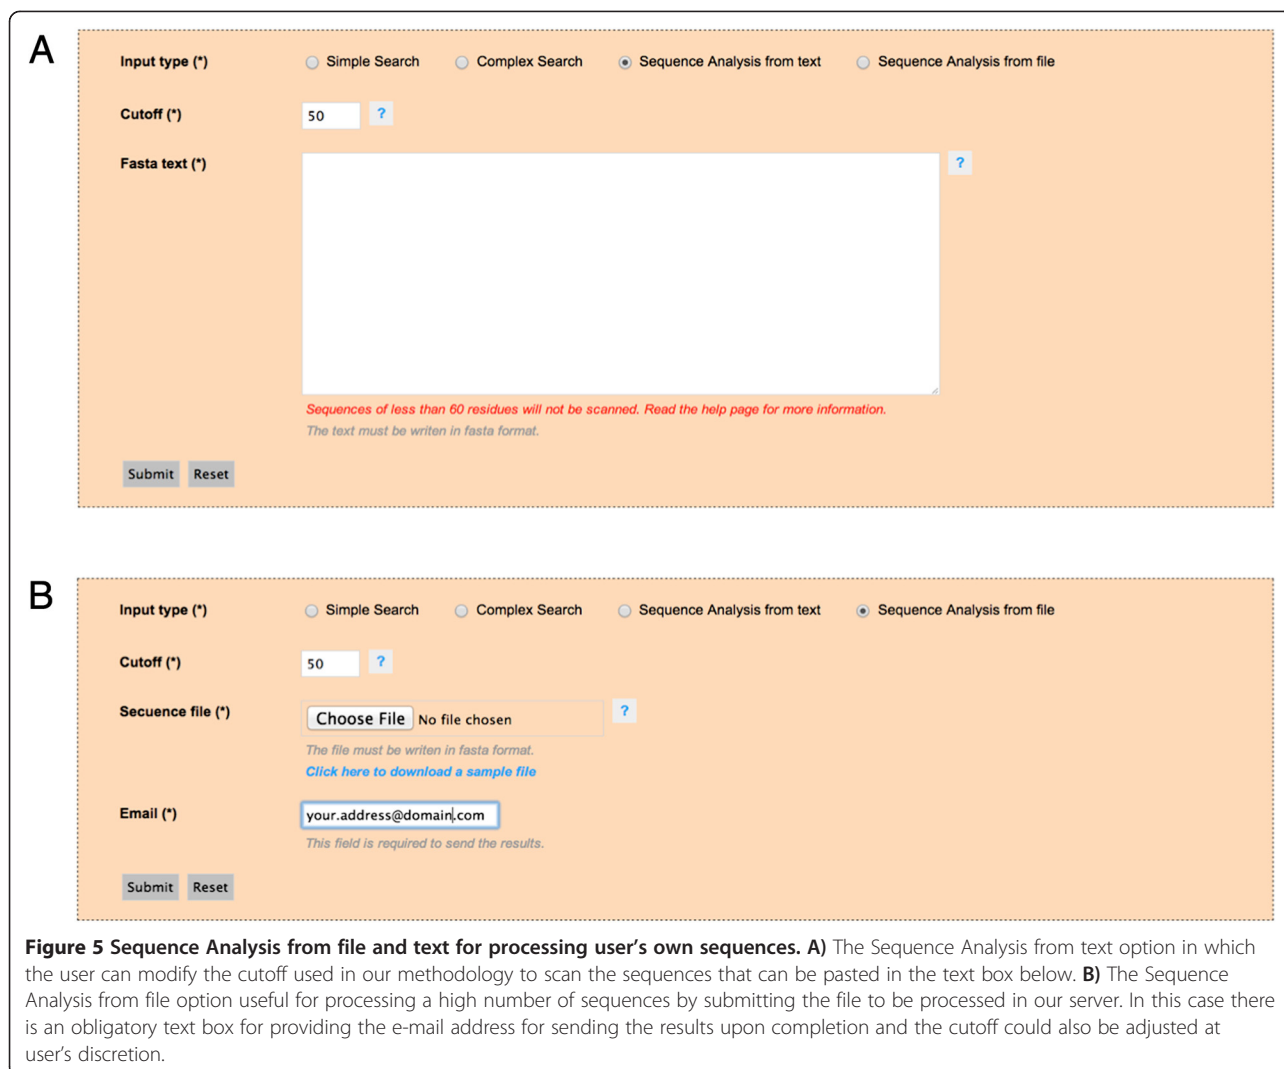 A
Input type (*) Simple Search Complex Search Sequence Analysis from text Sequence Analysis from file
Cutoff (*) 50 ?
Fasta text (*) ?
Sequences of less than 60 residues will not be scanned. Read the help page for more information.
The text must be writen in fasta format.
Submit Reset
B
Input type (*) Simple Search Complex Search Sequence Analysis from text Sequence Analysis from file
Cutoff (*) 50 ?
Secuence file (*) Choose File No file chosen ?
The file must be writen in fasta format.
Click here to download a sample file
Email (*) your.address@domain.com
This field is required to send the results.
Submit Reset
Figure 5 Sequence Analysis from file and text for processing user's own sequences. A) The Sequence Analysis from text option in which
the user can modify the cutoff used in our methodology to scan the sequences that can be pasted in the text box below. B) The Sequence
Analysis from file option useful for processing a high number of sequences by submitting the file to be processed in our server. In this case there
is an obligatory text box for providing the e-mail address for sending the results upon completion and the cutoff could also be adjusted at
user's discretion.